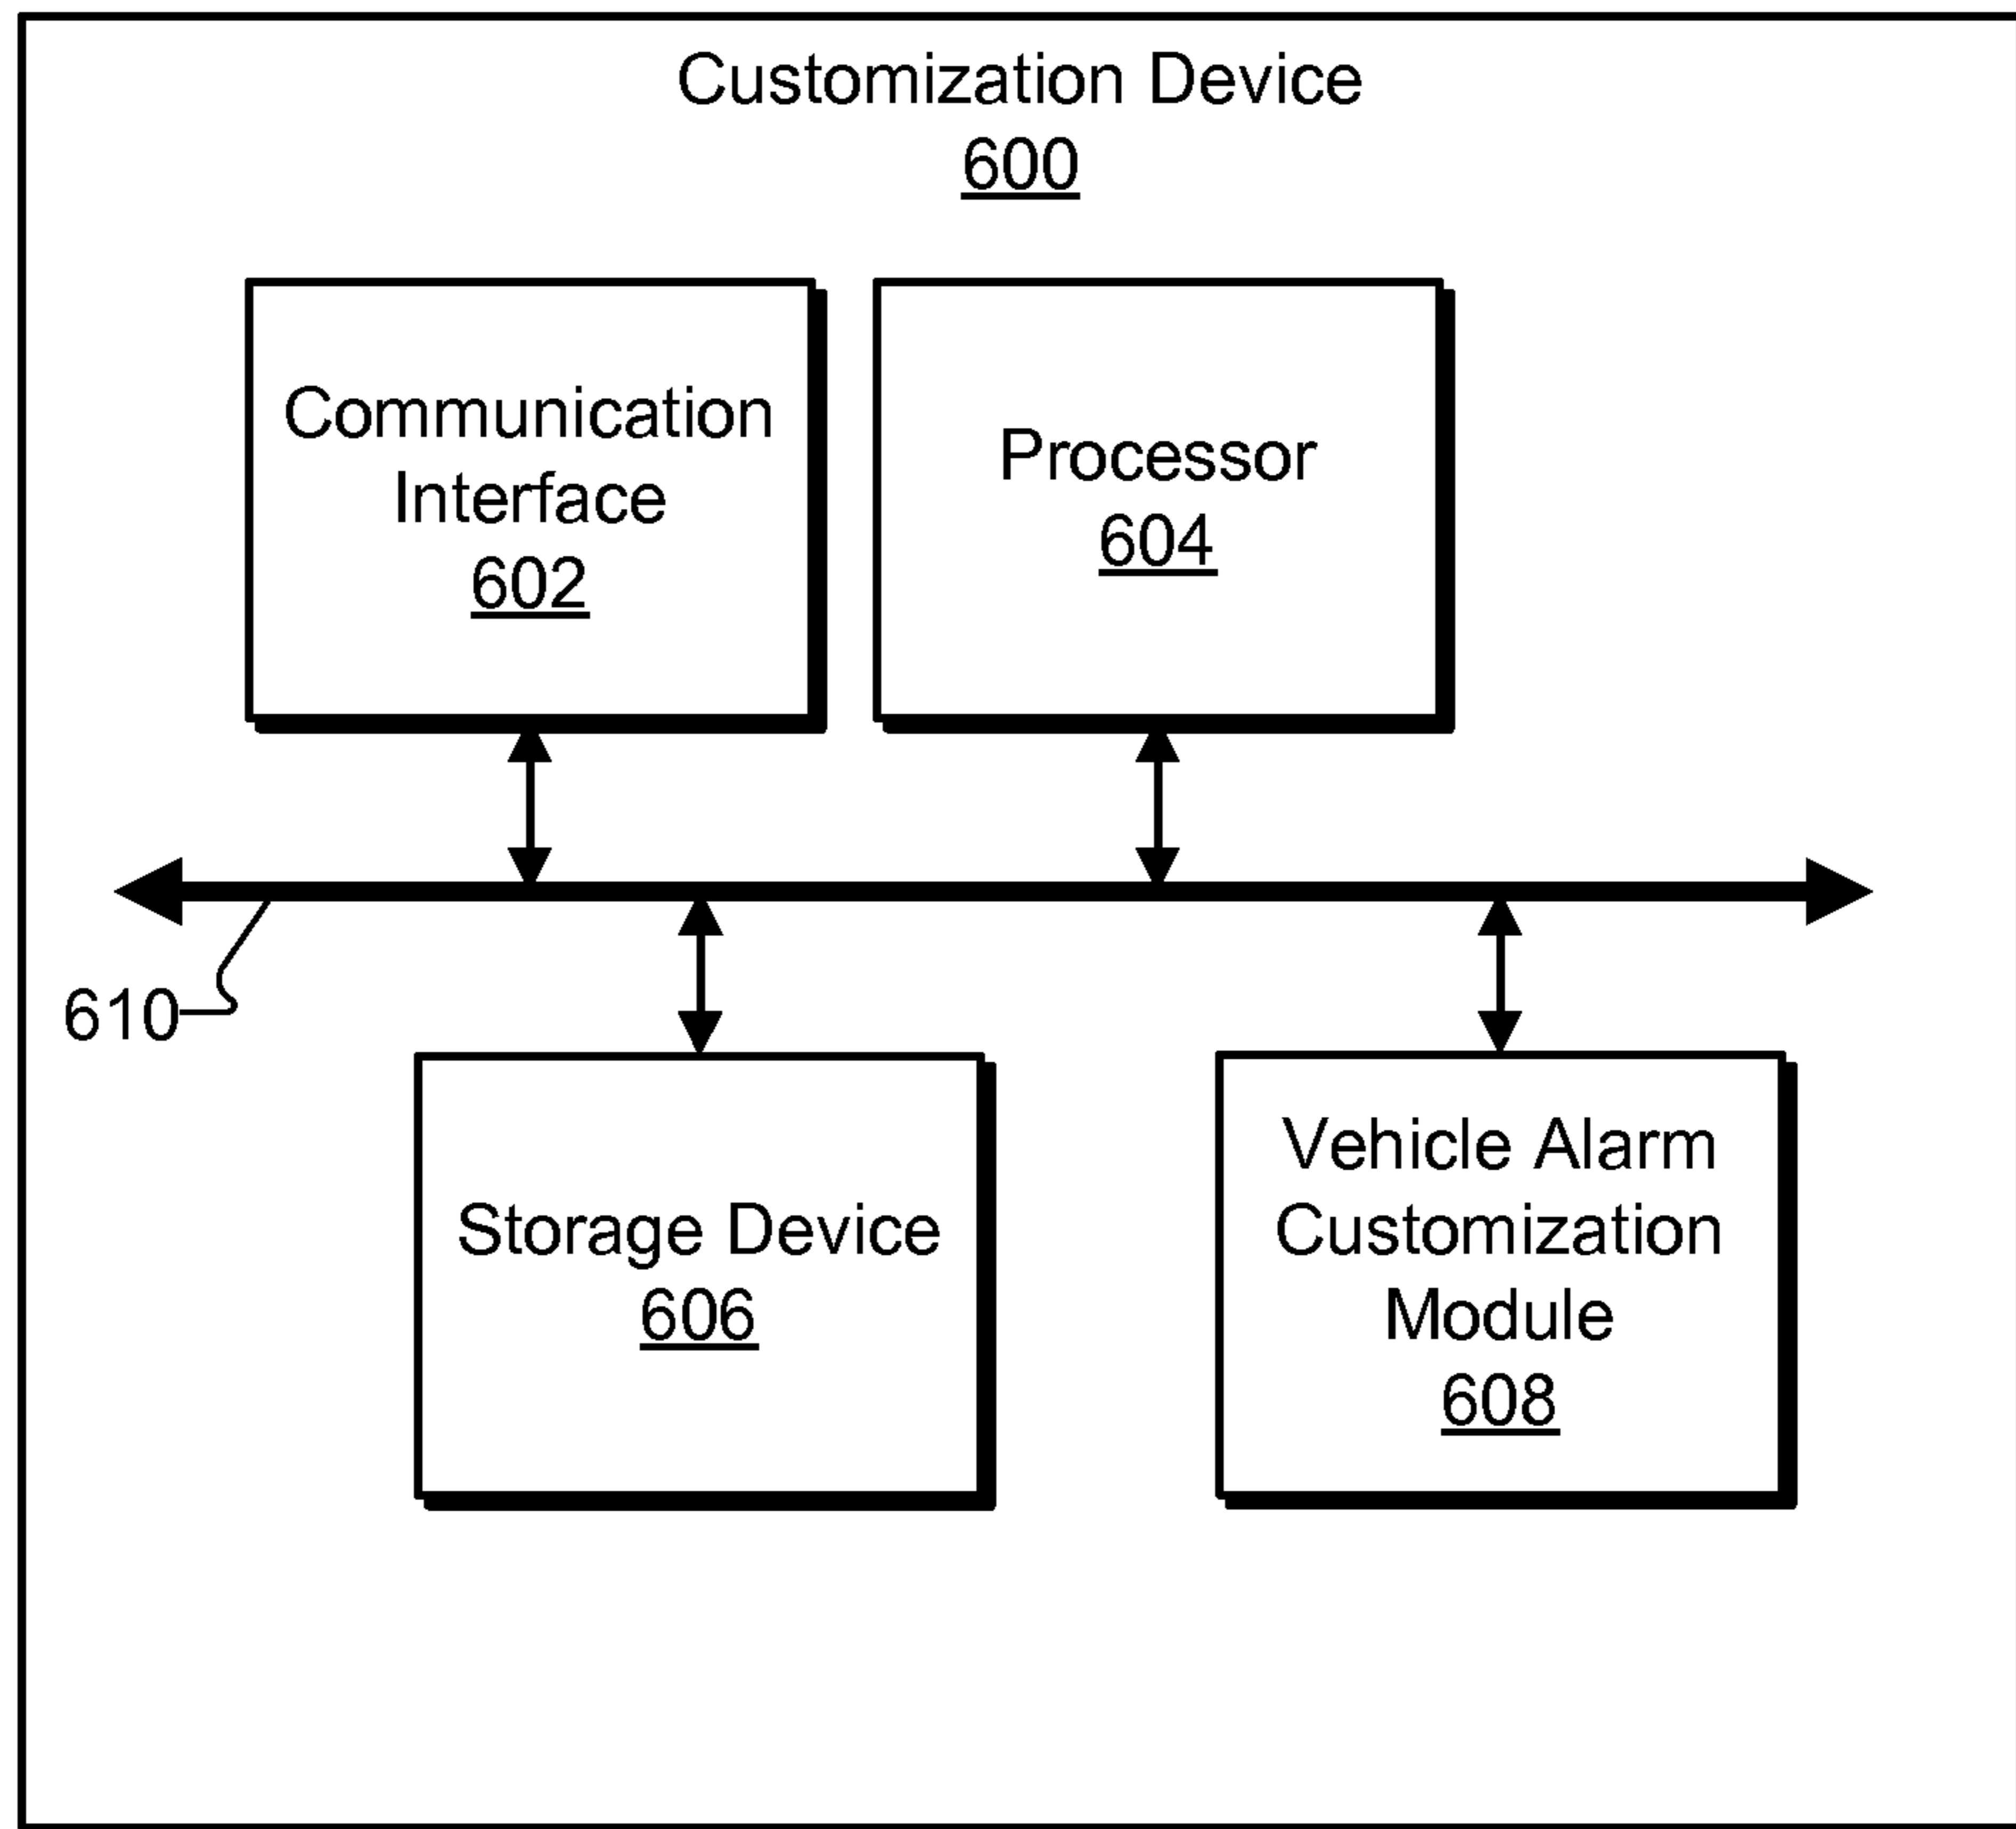 Customization Device
600
Communication
Interface
602
Processor
604
610
Storage Device
606
Vehicle Alarm
Customization
Module
608